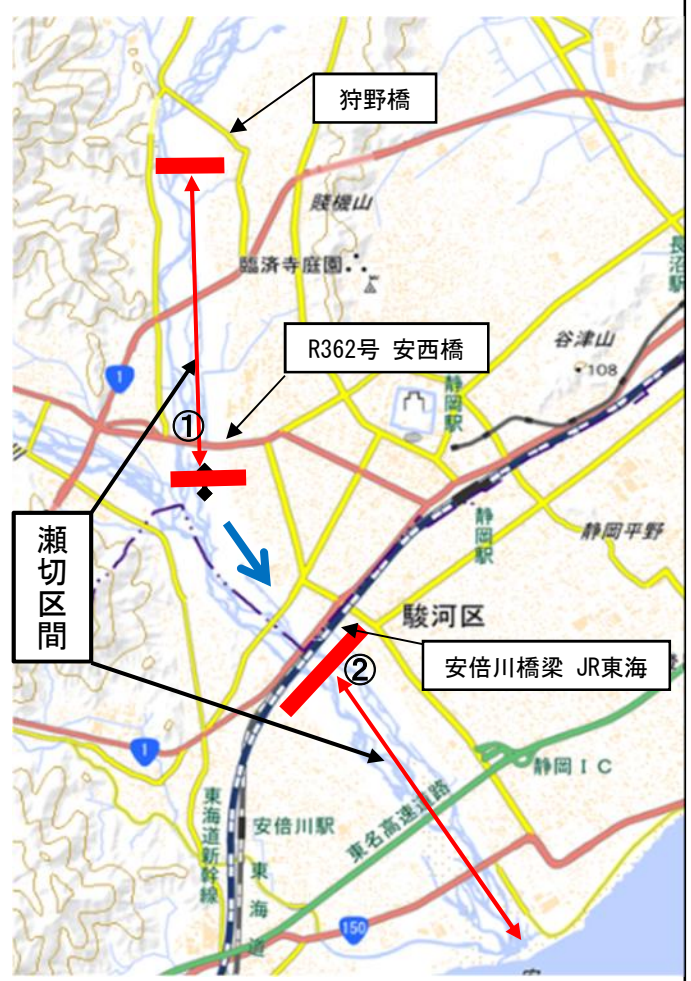 狩野橋
賤機山
臨済寺庭園
長沼駅
R362号 安西橋
谷津山
108
静岡駅
1
①
瀬切区間
静岡駅
静岡平野
駿河区
安倍川橋梁 JR東海
②
1
静岡IC
東海道新幹線
安倍川駅
東名高速道路
東海道
150